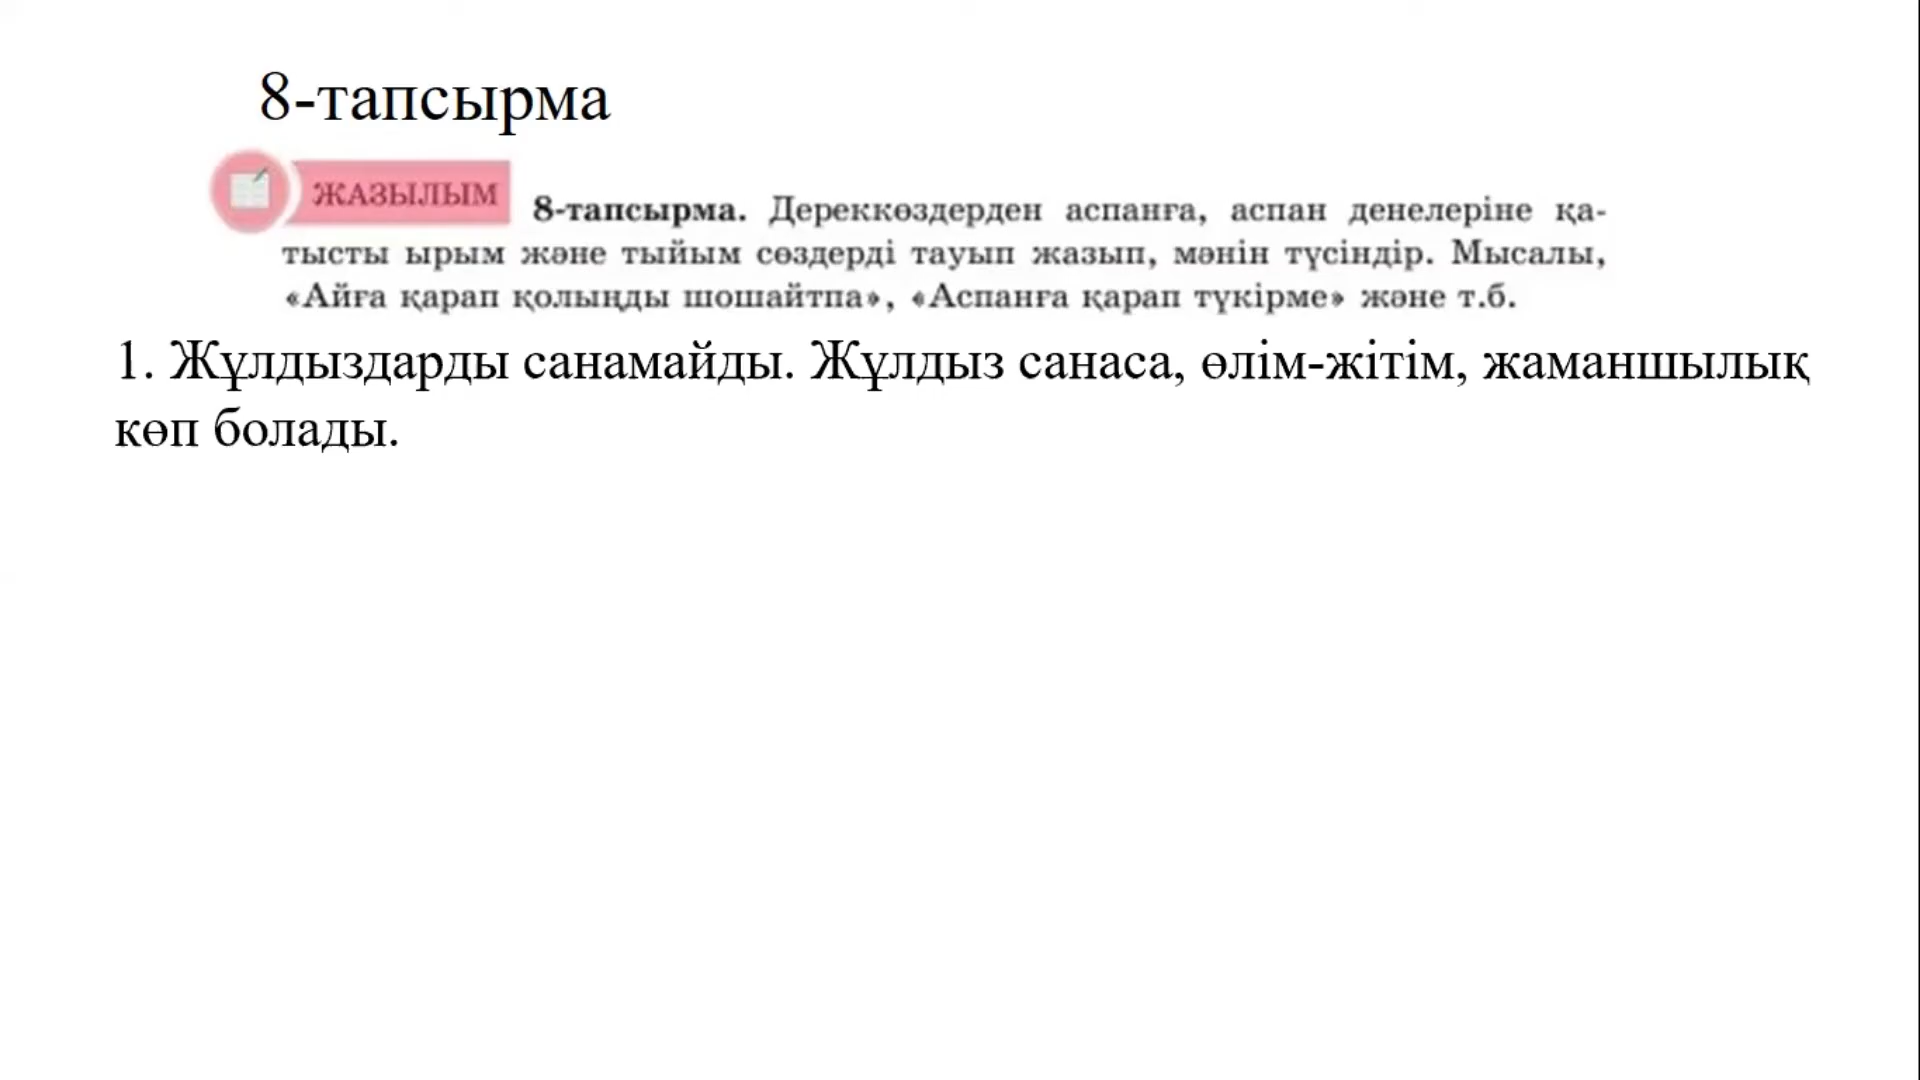 8-тапсырма
ЖАЗЫЛЫМ 8-тапсырма. Дереккөздерден аспанға, аспан денелеріне қа-
тысты ырым және тыйым сөздерді тауып жазып, мәнін түсіндір. Мысалы,
«Айға қарап қолыңды шошайтпа», «Аспанға қарап түкірме» және т.б.
1. Жұлдыздарды санамайды. Жұлдыз санаса, өлім-жітім, жаманшылық
көп болады.